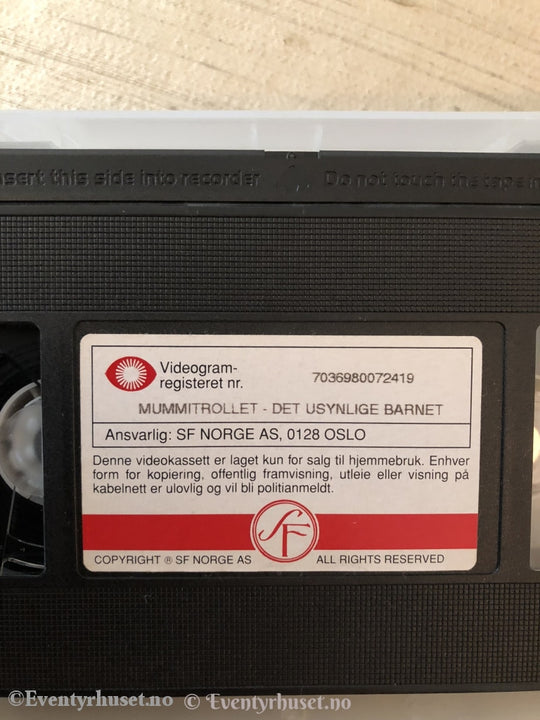 nsert this side into recorder
Do not touch the tape in
Videogram-
registeret nr.
7036980072419
MUMMITROLLET - DET USYNLIGE BARNET
Ansvarlig: SF NORGE AS, 0128 OSLO
Denne videokassett er laget kun for salg til hjemmebruk. Enhver
form for kopiering, offentlig framvisning, utleie eller visning på
kabelnett er ulovlig og vil bli politianmeldt.
SF
COPYRIGHT ® SF NORGE AS
ALL RIGHTS RESERVED
©Eventyrhuset.no
© Eventyrhuset.no